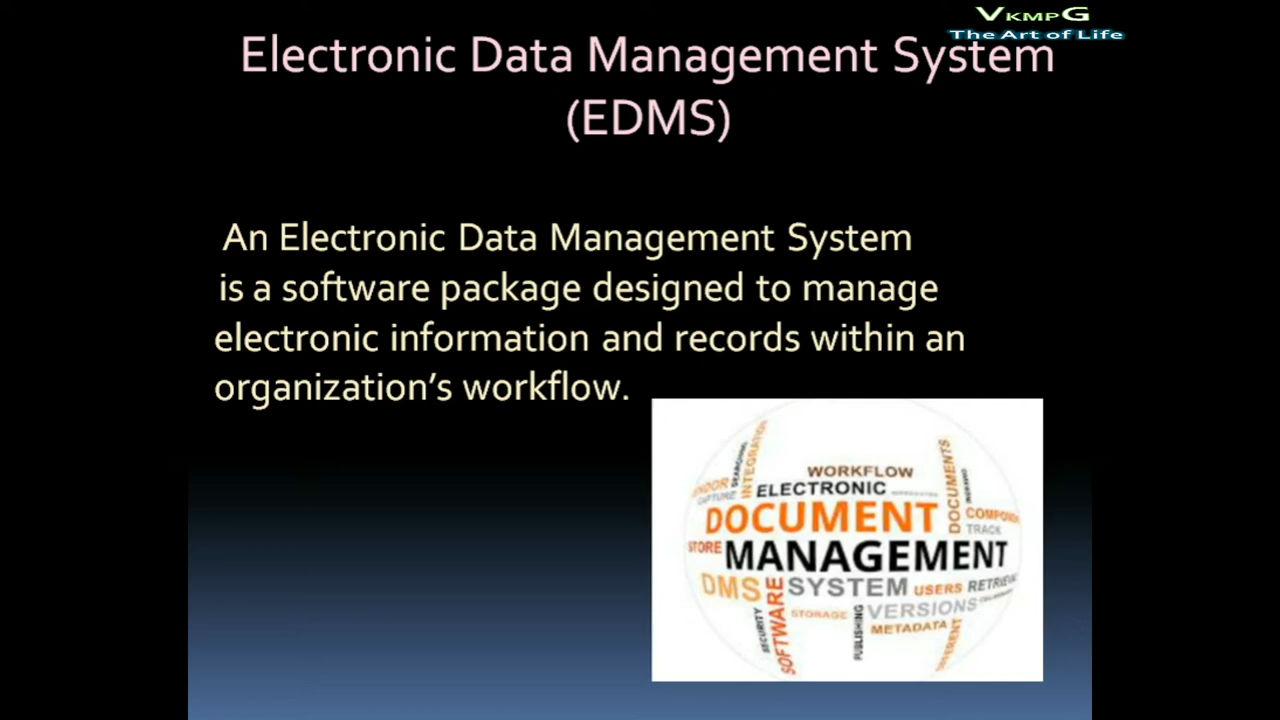 VKMPG
The Art of Life
Electronic Data Management System
(EDMS)
An Electronic Data Management System
is a software package designed to manage
electronic information and records within an
organization's workflow.
SEARCHING
INTEGRATION
CAPTURE
WORKFLOW
ELECTRONIC
DOCUMENTS
DOCUMENT
TRACK
STORE
MANAGEMENT
DMS
SYSTEM
USERS
SOFTWARE
STORAGE
VERSIONS
SECURITY
PUBLISHING
METADATA